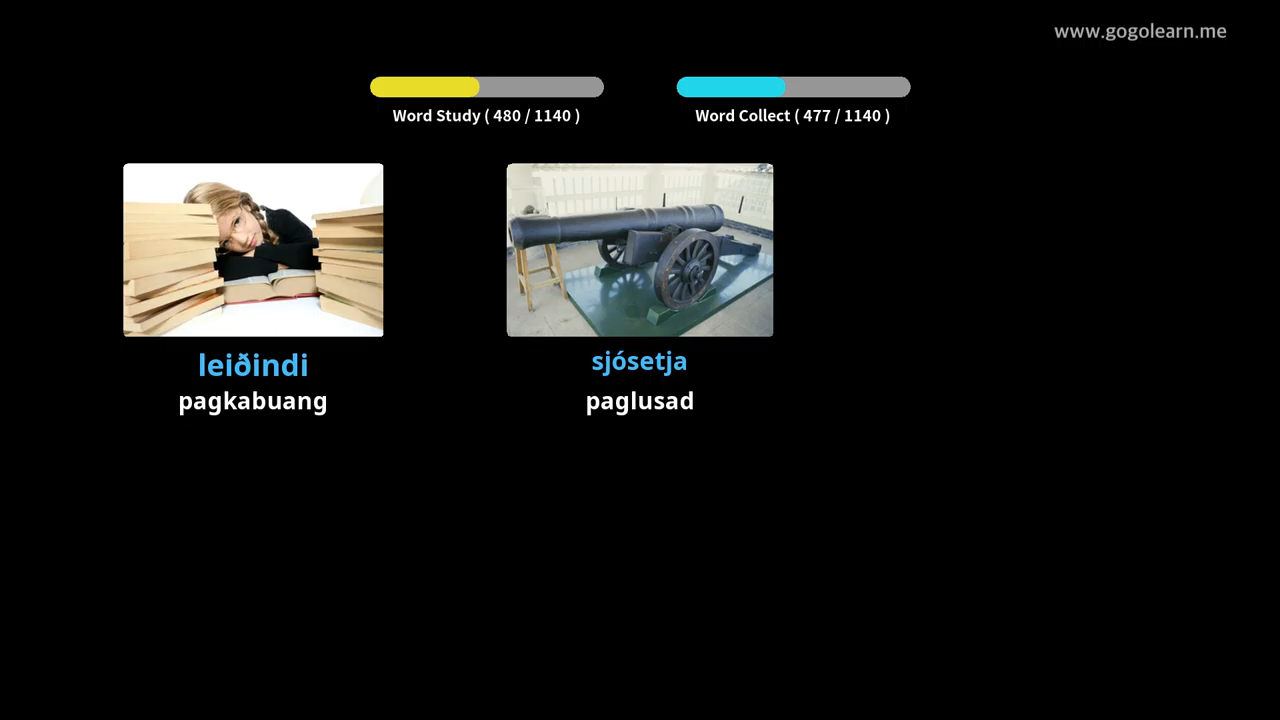 www.gogolearn.me
Word Study ( 480 / 1140 )
Word Collect ( 477 / 1140 )
leiðindi
pagkabuang
sjósetja
paglusad